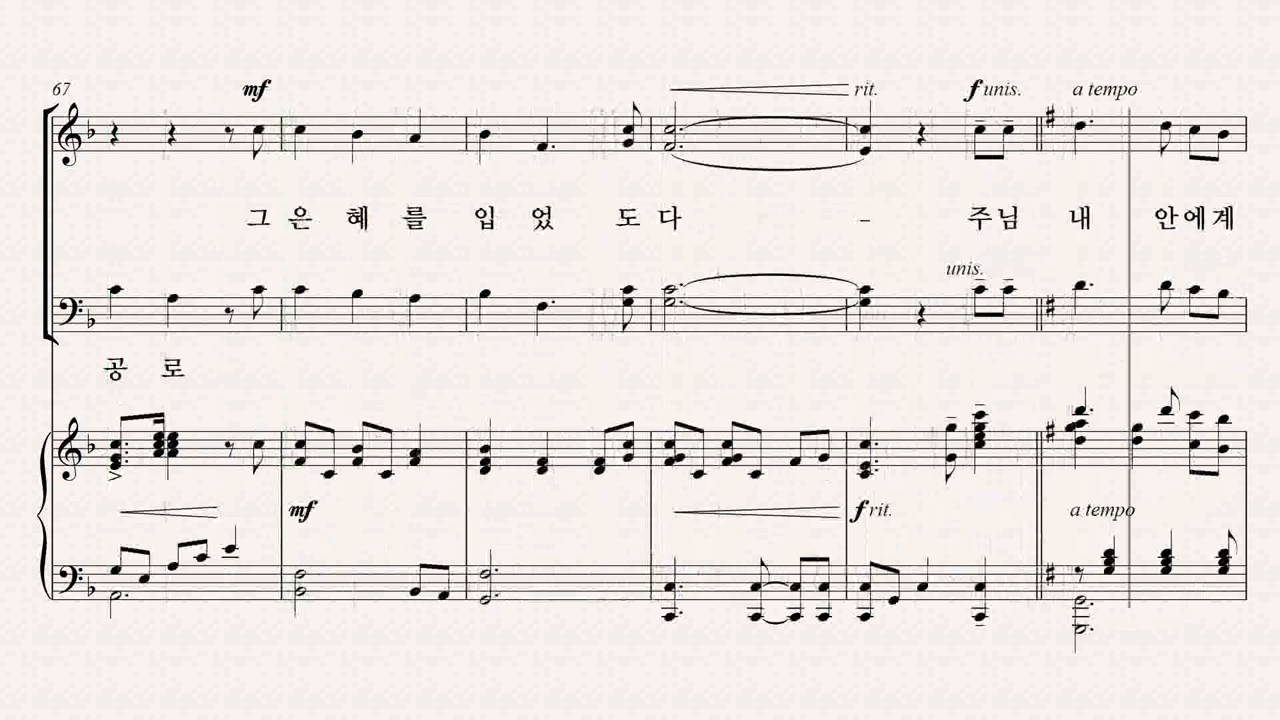 67
mf rit. f unis. a tempo
그 은 혜 를 입 었 도 다 - 주님 내 안에계
unis.
공 로
mf f rit. a tempo